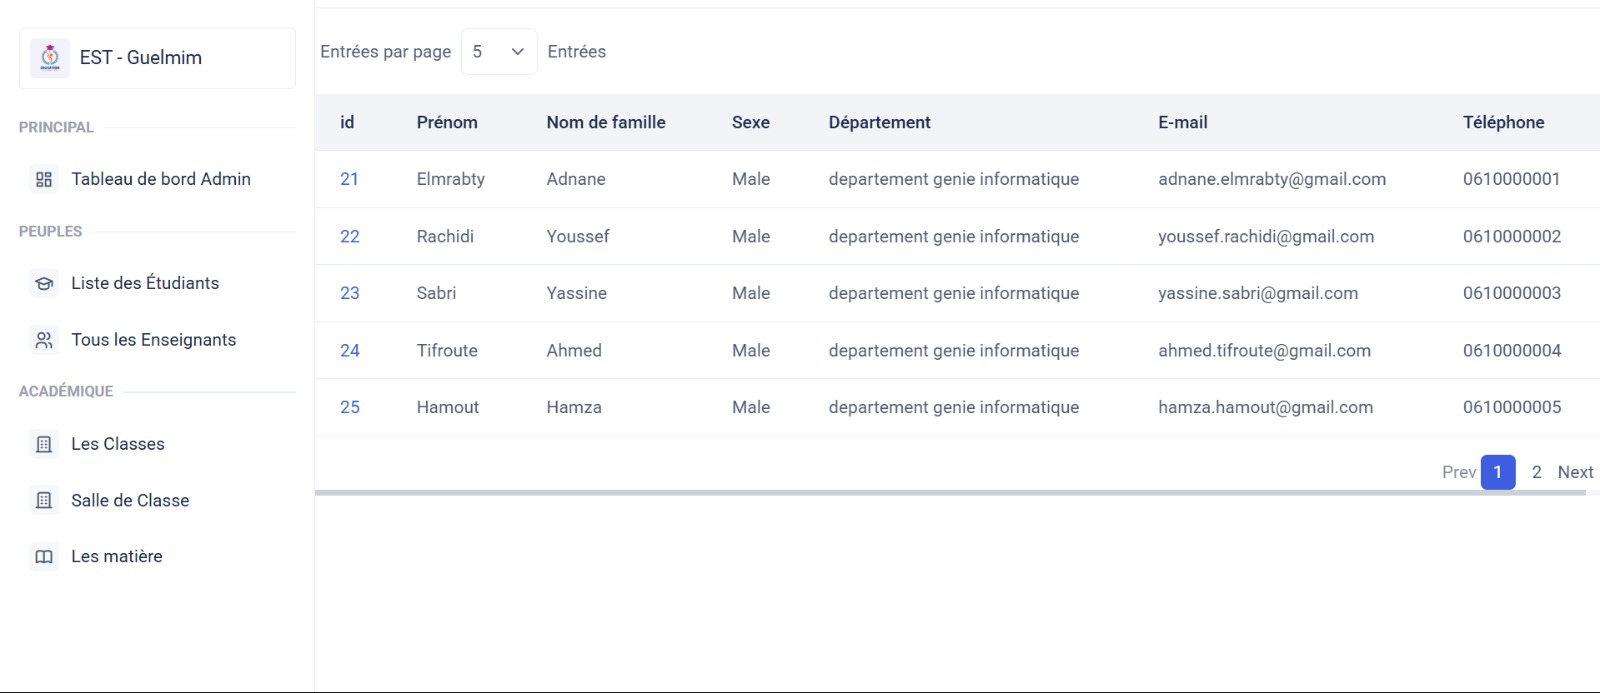 EST - Guelmim
PRINCIPAL
Tableau de bord Admin
PEUPLES
Liste des Étudiants
Tous les Enseignants
ACADÉMIQUE
Les Classes
Salle de Classe
Les matière
Entrées par page 5 Entrées
id Prénom Nom de famille Sexe Département E-mail Téléphone
21 Elmrabty Adnane Male departement genie informatique adnane.elmrabty@gmail.com 0610000001
22 Rachidi Youssef Male departement genie informatique youssef.rachidi@gmail.com 0610000002
23 Sabri Yassine Male departement genie informatique yassine.sabri@gmail.com 0610000003
24 Tifroute Ahmed Male departement genie informatique ahmed.tifroute@gmail.com 0610000004
25 Hamout Hamza Male departement genie informatique hamza.hamout@gmail.com 0610000005
Prev 1 2 Next